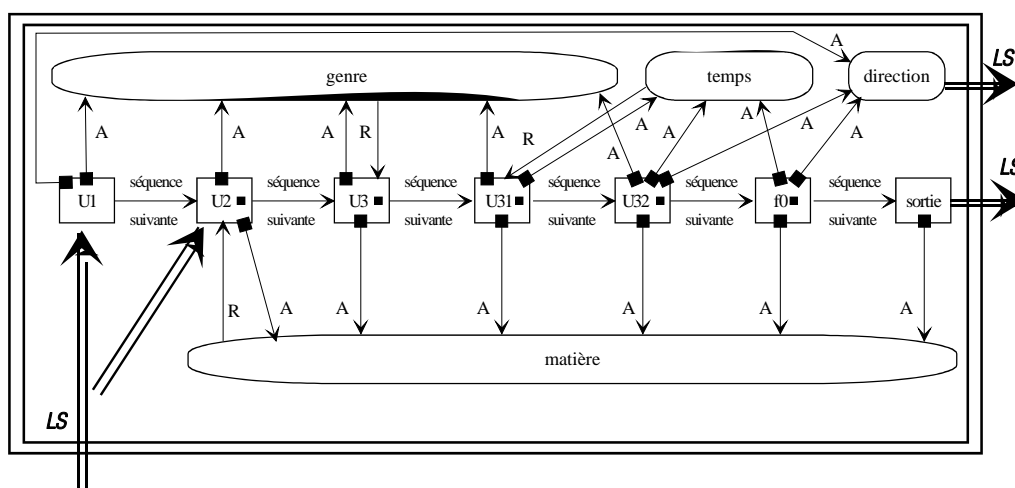 A
LS
genre
temps
direction
A
A
A
R
A
R
A
A
A
A
A
A
LS
séquence
séquence
séquence
séquence
séquence
séquence
U1
U2
U3
U31
U32
f0
sortie
suivante
suivante
suivante
suivante
suivante
suivante
R
A
A
A
A
A
A
matière
LS